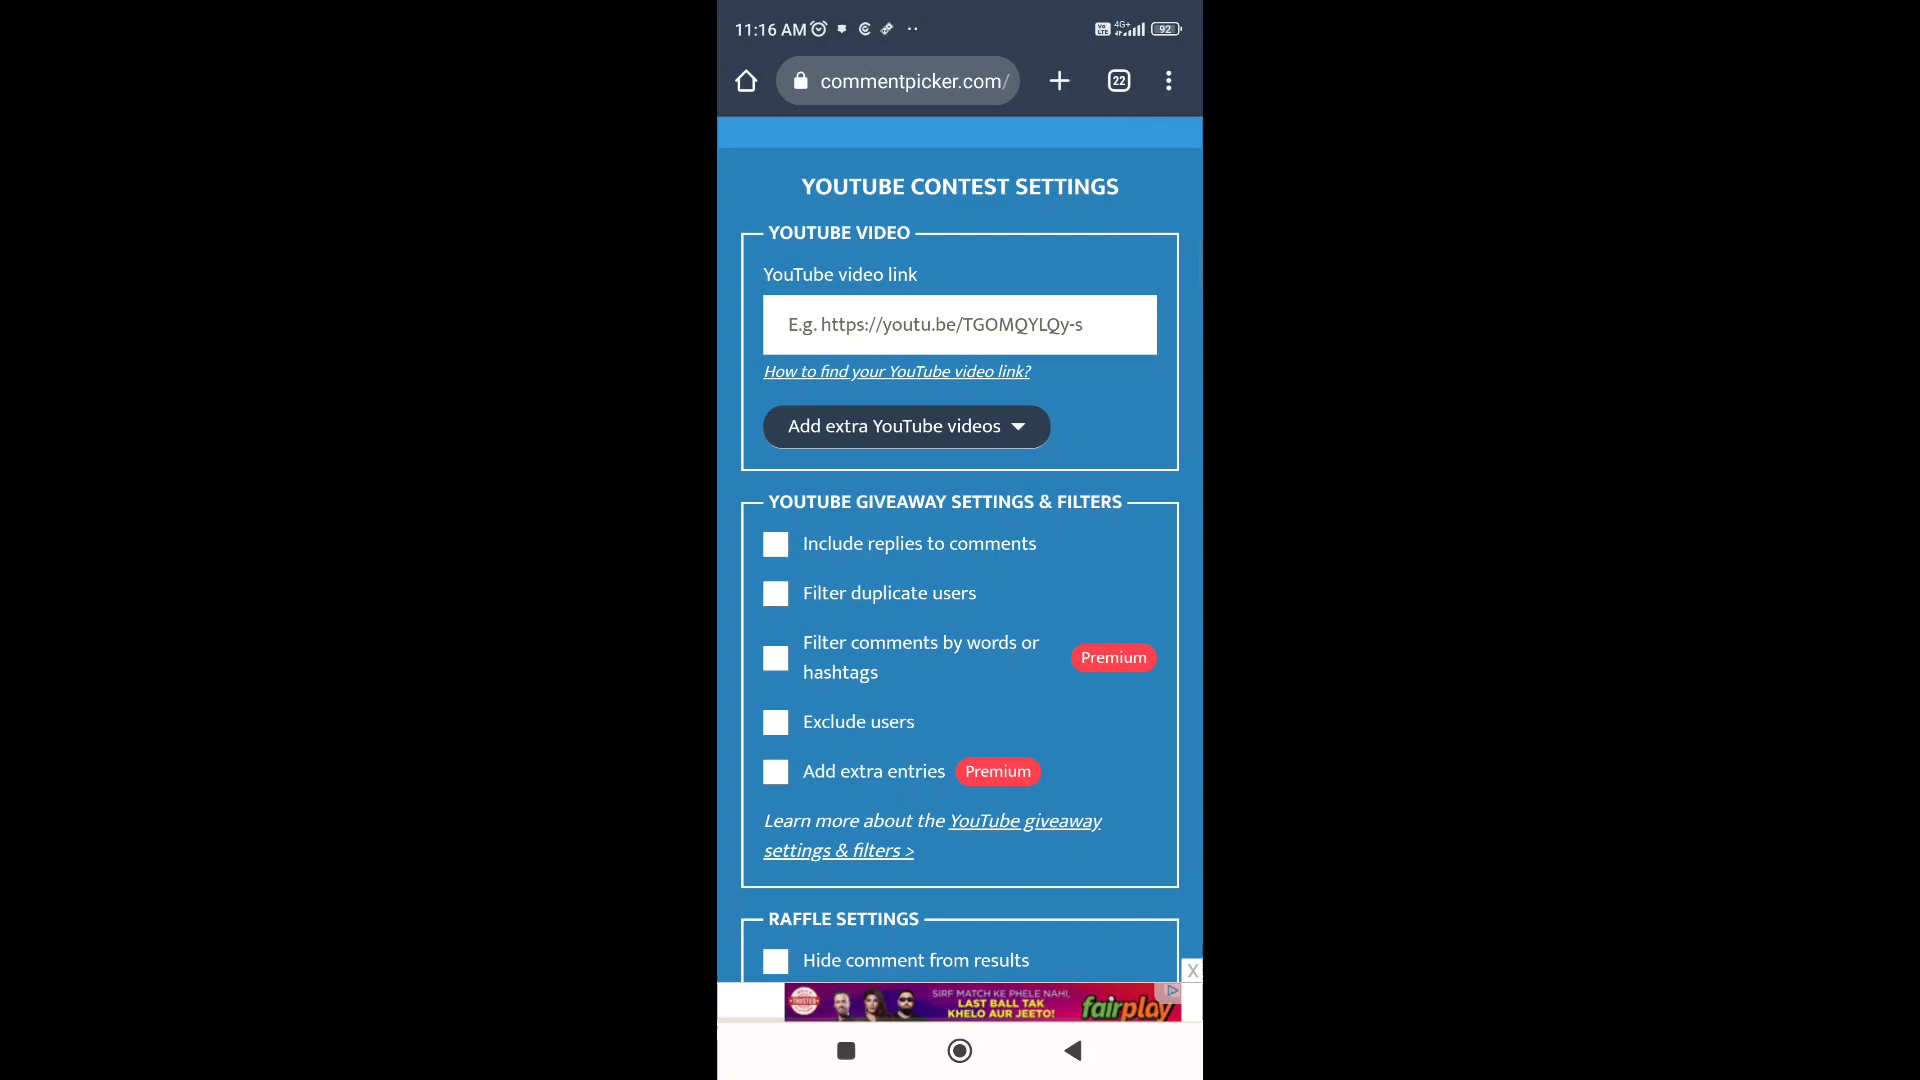 11:16 AM
4G+
92
commentpicker.com/
22
YOUTUBE CONTEST SETTINGS
YOUTUBE VIDEO
YouTube video link
E.g. https://youtu.be/TGOMQYLQy-s
How to find your YouTube video link?
Add extra YouTube videos
YOUTUBE GIVEAWAY SETTINGS & FILTERS
Include replies to comments
Filter duplicate users
Filter comments by words or
hashtags
Premium
Exclude users
Add extra entries Premium
Learn more about the YouTube giveaway
settings & filters >
RAFFLE SETTINGS
Hide comment from results
X
TRUSTED
SIRF MATCH KE PHELE NAHI,
LAST BALL TAK
KHELO AUR JEETO!
fairplay